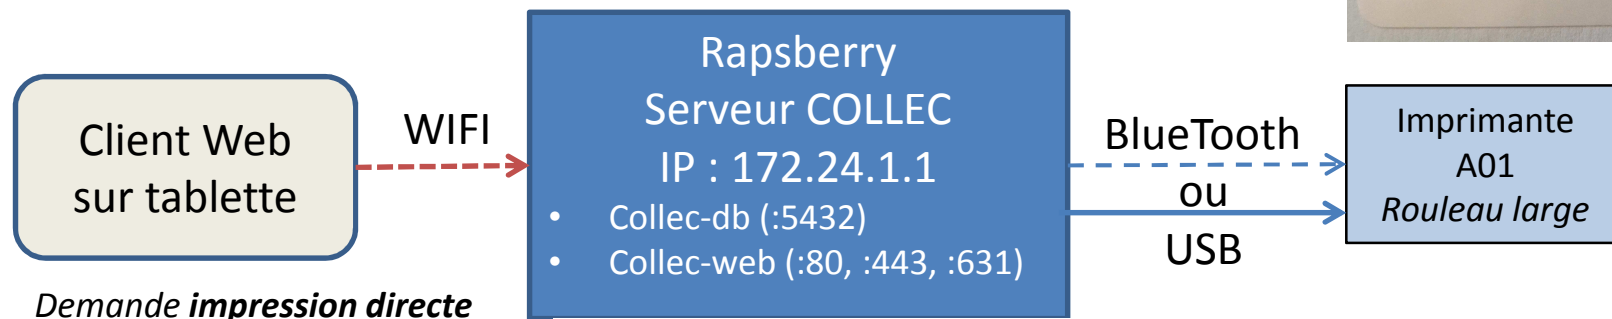 Client Web
sur tablette
WIFI
Rapsberry
Serveur COLLEC
IP : 172.24.1.1
• Collec-db (:5432)
• Collec-web (:80, :443, :631)
BlueTooth
ou
USB
Imprimante
A01
Rouleau large
Demande impression directe